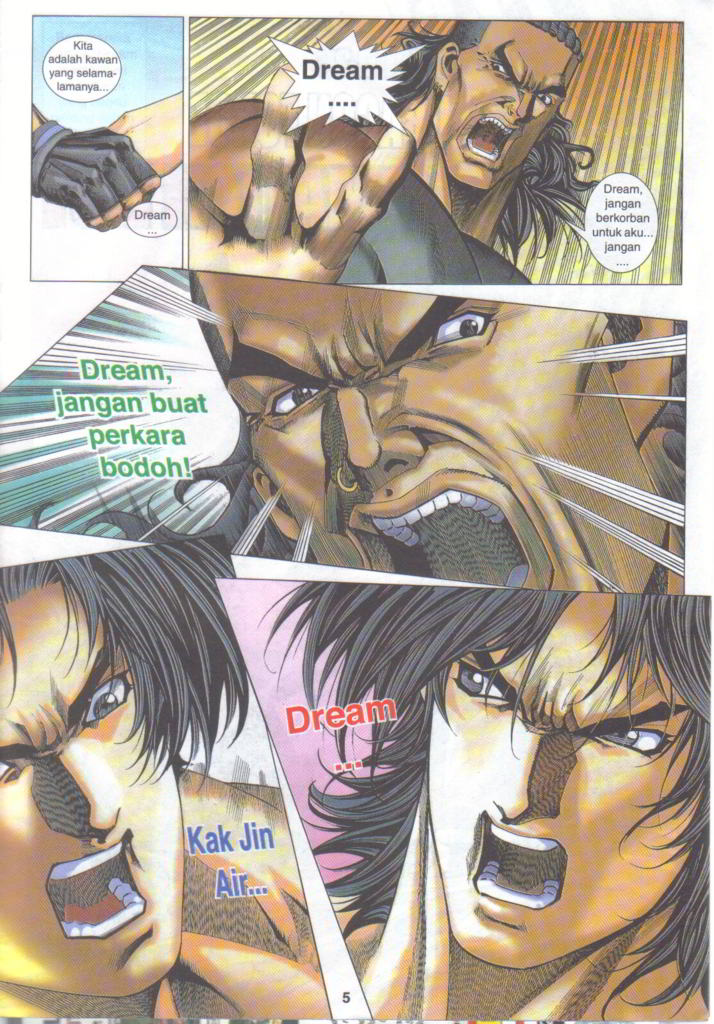 Kita
adalah kawan
yang selama-
lamanya...
Dream
...
Dream
....
Dream,
jangan
berkorban
untuk aku...
jangan
....
Dream,
jangan buat
perkara
bodoh!
Kak Jin
Air...
Dream
...
5